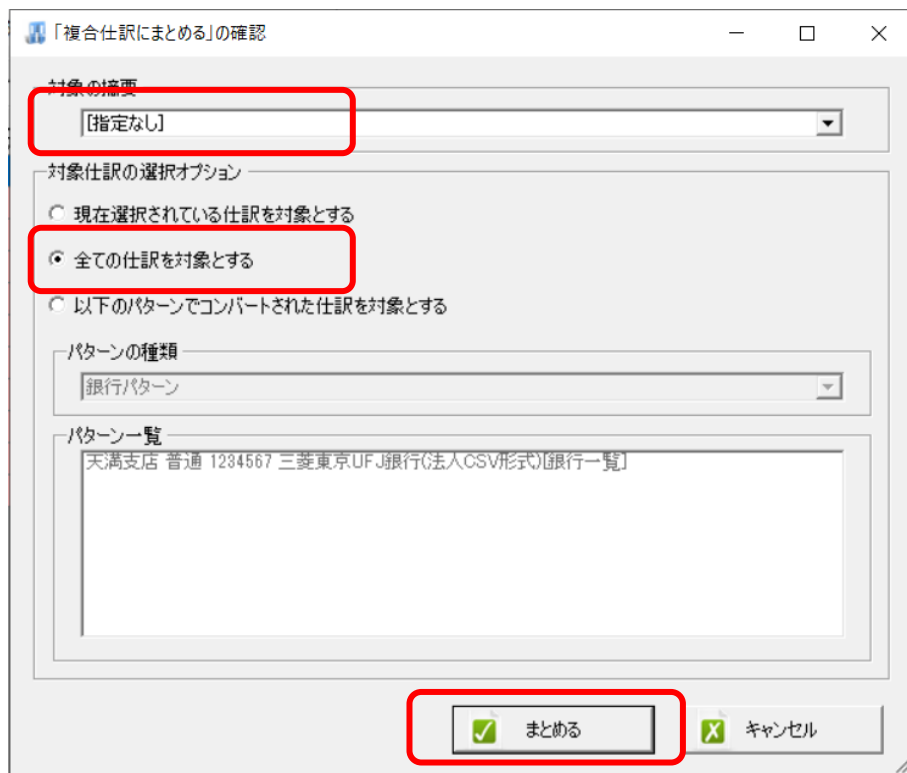 「複合仕訳にまとめる」の確認
対象の摘要
[指定なし]
対象仕訳の選択オプション
現在選択されている仕訳を対象とする
全ての仕訳を対象とする
以下のパターンでコンバートされた仕訳を対象とする
パターンの種類
銀行パターン
パターン一覧
天満支店 普通 1234567 三菱東京UFJ銀行(法人CSV形式)[銀行一覧]
まとめる
キャンセル